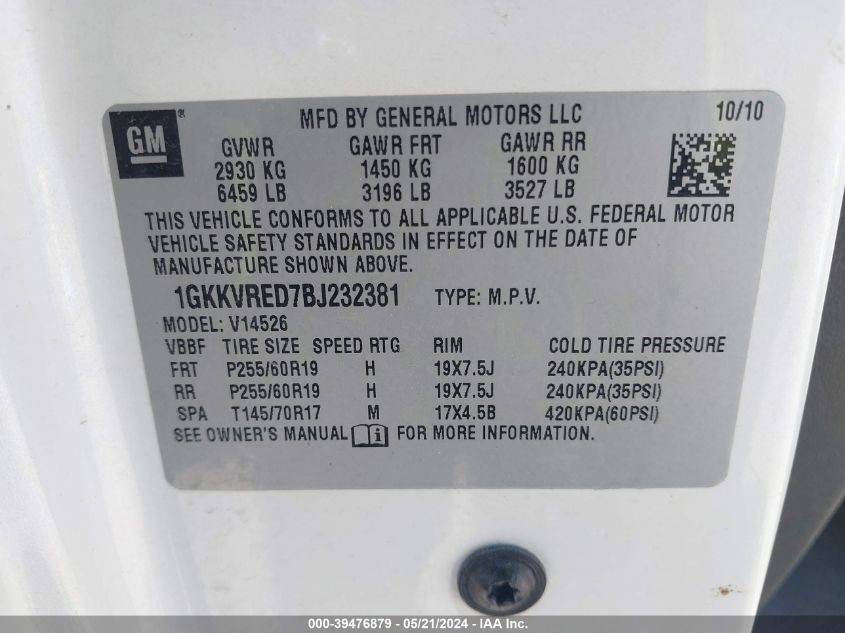 GM ® MFD BY GENERAL MOTORS LLC 10/10
GVWR GAWR FRT GAWR RR
2930 KG 1450 KG 1600 KG
6459 LB 3196 LB 3527 LB
THIS VEHICLE CONFORMS TO ALL APPLICABLE U.S. FEDERAL MOTOR
VEHICLE SAFETY STANDARDS IN EFFECT ON THE DATE OF
MANUFACTURE SHOWN ABOVE.
1GKKVRED7BJ232381 TYPE: M.P.V.
MODEL: V14526
VBBF TIRE SIZE SPEED RTG RIM COLD TIRE PRESSURE
FRT P255/60R19 H 19X7.5J 240KPA(35PSI)
RR P255/60R19 H 19X7.5J 240KPA(35PSI)
SPA T145/70R17 M 17X4.5B 420KPA(60PSI)
SEE OWNER'S MANUAL i FOR MORE INFORMATION.
000-39476879 - 05/21/2024 - IAA Inc.